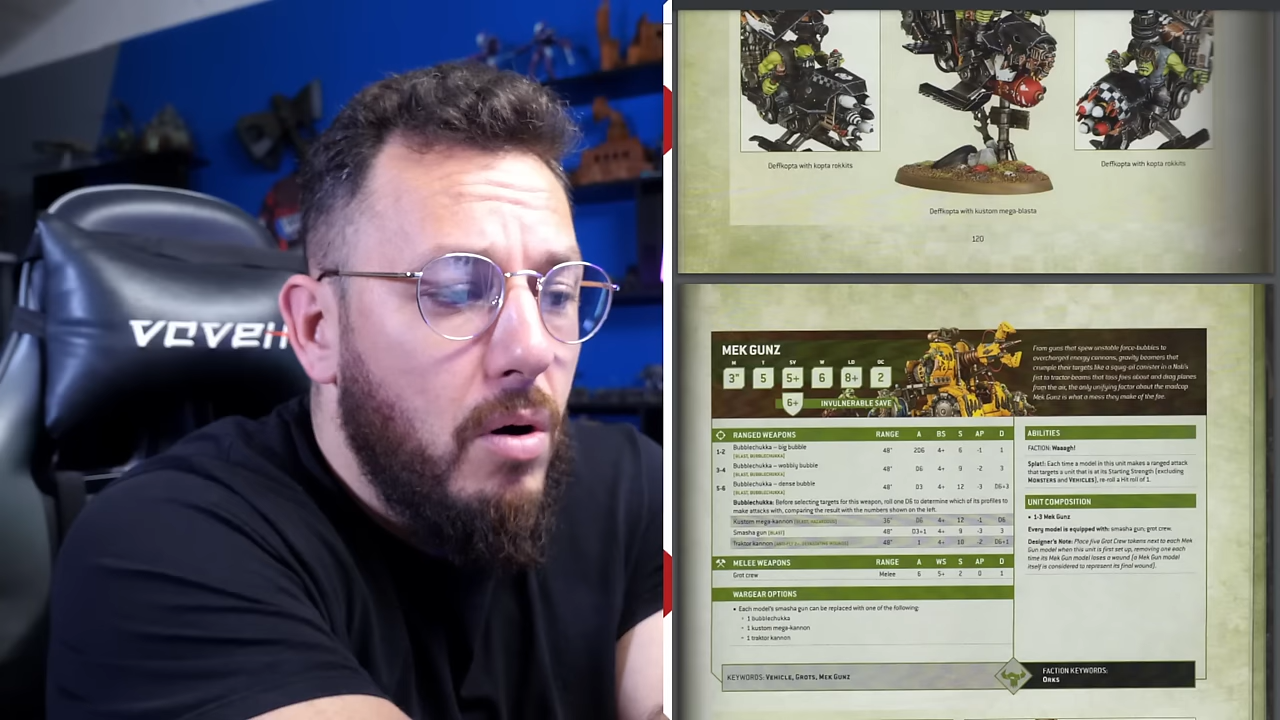 VOVEll
Deffkopta with kopta rokkits
Deffkopta with kopta rokkits
Deffkopta with kustom mega-blasta
120
MEK GUNZ
M T SV W LD OC
3" 5 5+ 6 8+ 2
6+ INVULNERABLE SAVE
From guns that spew unstable force-bubbles to
overcharged energy cannons, gravity beamers that
crumple their targets like a squig-oil canister in a Nob's
fist to tractor-beams that toss foes about and drag planes
from the air, the only unifying factor about the madcap
Mek Gunz is what a mess they make of the foe.
RANGED WEAPONS RANGE A BS S AP D
1-2 Bubblechukka – big bubble 48" 2D6 4+ 6 -1 1
[BLAST, BUBBLECHUKKA]
3-4 Bubblechukka – wobbly bubble 48" D6 4+ 9 -2 3
[BLAST, BUBBLECHUKKA]
5-6 Bubblechukka – dense bubble 48" D3 4+ 12 -3 D6+3
[BLAST, BUBBLECHUKKA]
Bubblechukka: Before selecting targets for this weapon, roll one D6 to determine which of its profiles to
make attacks with, comparing the result with the numbers shown on the left.
Kustom mega-kannon [BLAST, HAZARDOUS] 36" D6 4+ 12 -1 D6
Smasha gun [BLAST] 48" D3+1 4+ 9 -3 3
Traktor kannon 48" 1 4+ 10 -2 D6+1
MELEE WEAPONS RANGE A WS S AP D
Grot crew Melee 6 5+ 2 0 1
WARGEAR OPTIONS
• Each model's smasha gun can be replaced with one of the following:
◦ 1 bubblechukka
◦ 1 kustom mega-kannon
◦ 1 traktor kannon
ABILITIES
FACTION: Waaagh!
Splat!: Each time a model in this unit makes a ranged attack
that targets a unit that is at its Starting Strength (excluding
MONSTERS and VEHICLES), re-roll a Hit roll of 1.
UNIT COMPOSITION
• 1-3 Mek Gunz
Every model is equipped with: smasha gun; grot crew.
Designer's Note: Place five Grot Crew tokens next to each Mek
Gun model when this unit is first set up, removing one each
time its Mek Gun model loses a wound (a Mek Gun model
itself is considered to represent its final wound).
KEYWORDS: VEHICLE, GROTS, MEK GUNZ
FACTION KEYWORDS:
ORKS